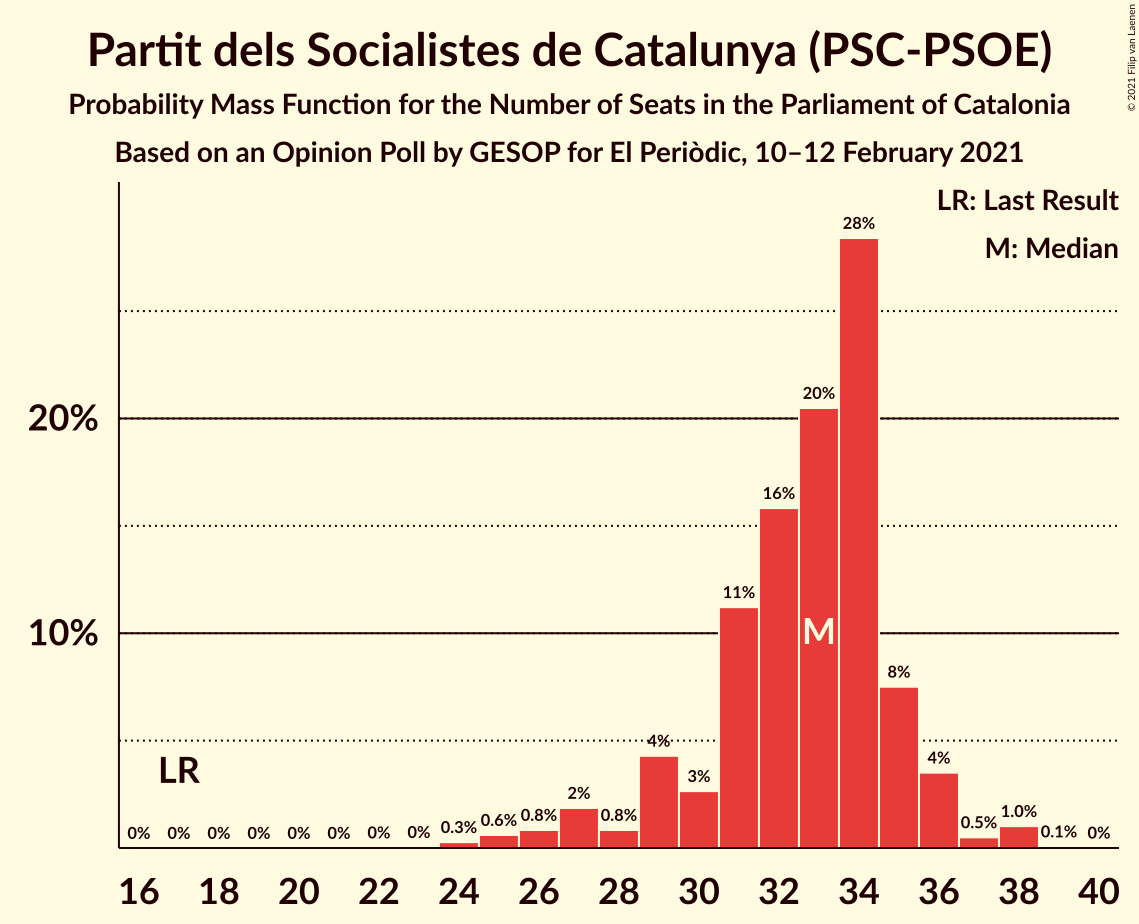 Partit dels Socialistes de Catalunya (PSC-PSOE)
Probability Mass Function for the Number of Seats in the Parliament of Catalonia
Based on an Opinion Poll by GESOP for El Periòdic, 10–12 February 2021
© 2021 Filip van Laenen
LR: Last Result
M: Median
28%
20%
20%
16%
11%
10%
M
8%
4%
4%
LR
3%
2%
0% 0% 0% 0% 0% 0% 0% 0% 0.3% 0.6% 0.8% 0.8% 0.5% 1.0% 0.1% 0%
16 18 20 22 24 26 28 30 32 34 36 38 40